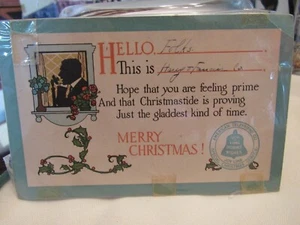 HELLO, Folks
This is
Hope that you are feeling prime
And that Christmastide is proving
Just the gladdest kind of time.
MERRY
CHRISTMAS!